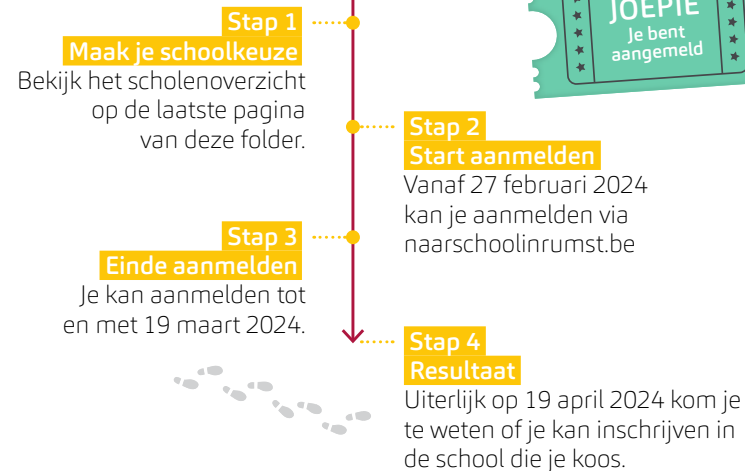 JOEPIE
Je bent
aangemeld
Stap 1
Maak je schoolkeuze
Bekijk het scholenoverzicht
op de laatste pagina
van deze folder.
Stap 2
Start aanmelden
Vanaf 27 februari 2024
kan je aanmelden via
naarschoolinrumst.be
Stap 3
Einde aanmelden
Je kan aanmelden tot
en met 19 maart 2024.
Stap 4
Resultaat
Uiterlijk op 19 april 2024 kom je
te weten of je kan inschrijven in
de school die je koos.